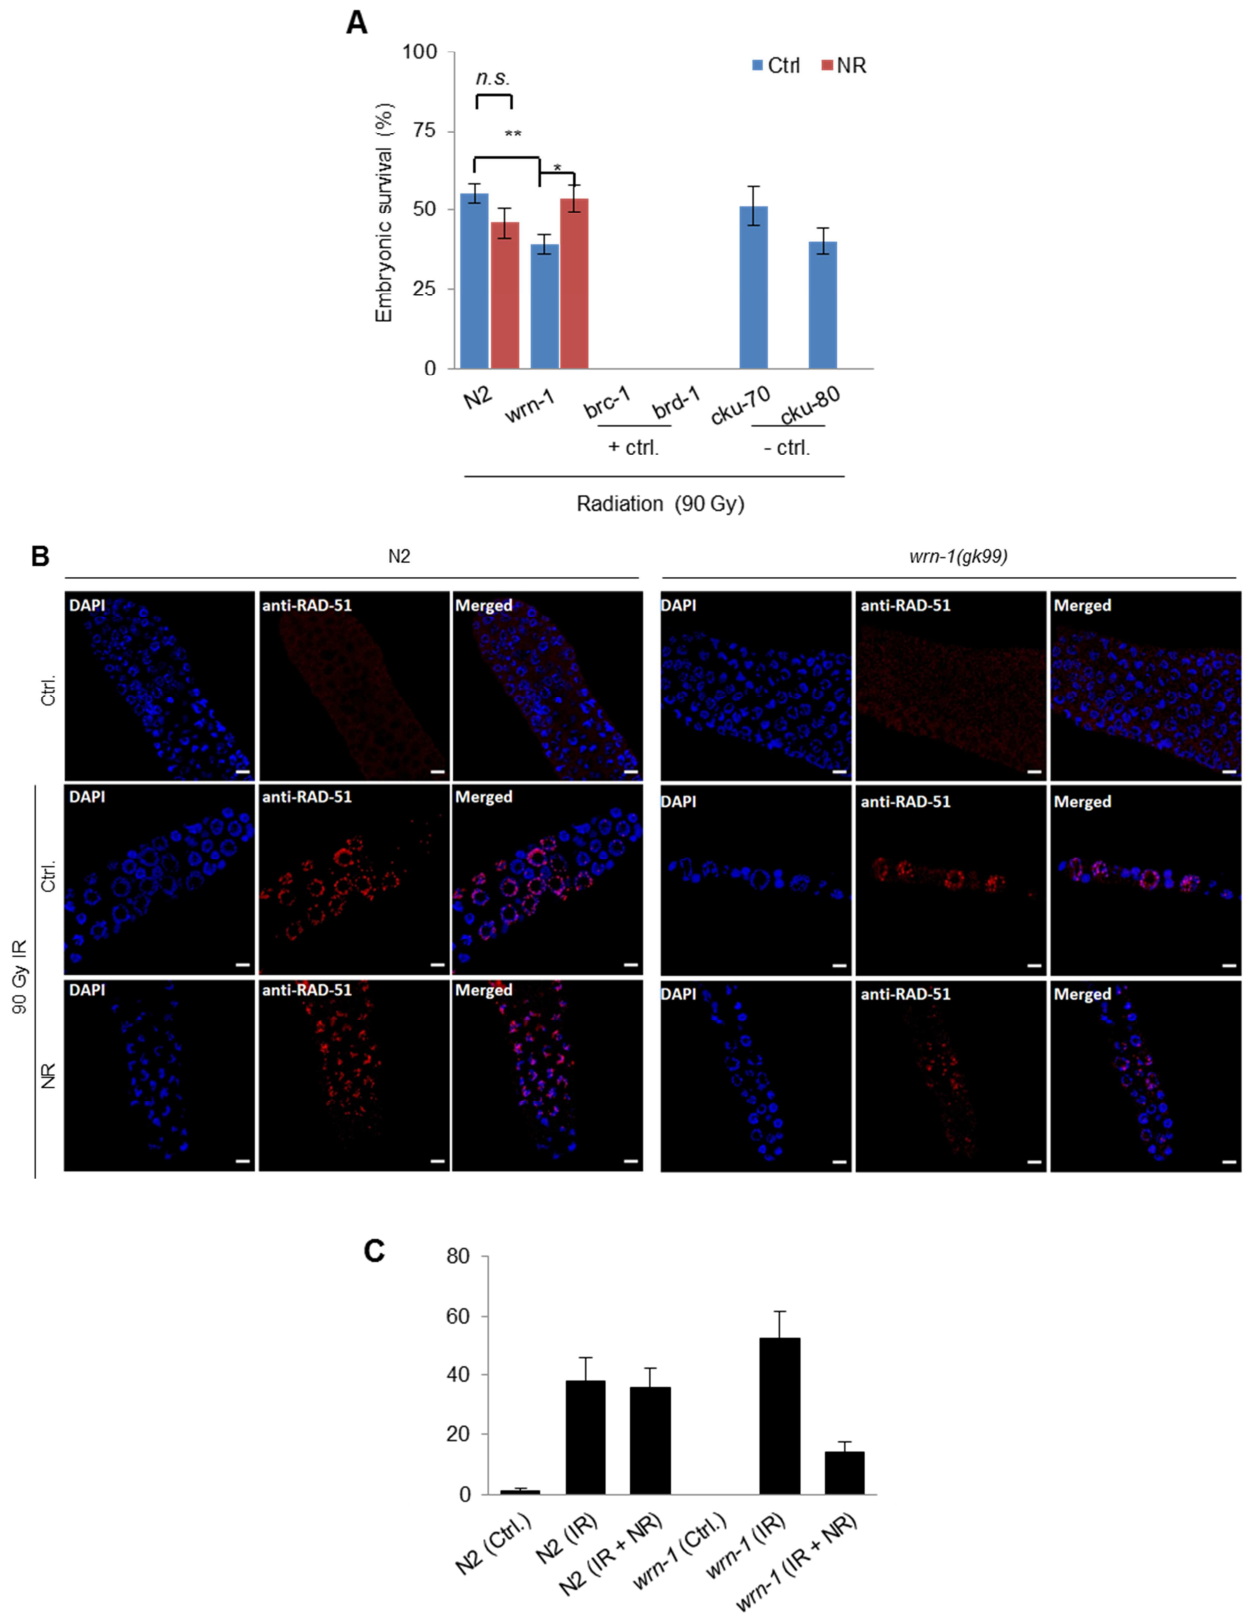 A
100
75
50
25
0
Embryonic survival (%)
Ctrl
NR
n.s.
**
*
N2
wrn-1
brc-1
brd-1
cku-70
cku-80
+ ctrl.
- ctrl.
Radiation (90 Gy)
B
N2
wrn-1(gk99)
Ctrl.
DAPI
anti-RAD-51
Merged
DAPI
anti-RAD-51
Merged
90 Gy IR
Ctrl.
DAPI
anti-RAD-51
Merged
DAPI
anti-RAD-51
Merged
NR
DAPI
anti-RAD-51
Merged
DAPI
anti-RAD-51
Merged
C
80
60
40
20
0
N2 (Ctrl.)
N2 (IR)
N2 (IR + NR)
wrn-1 (Ctrl.)
wrn-1 (IR)
wrn-1 (IR + NR)